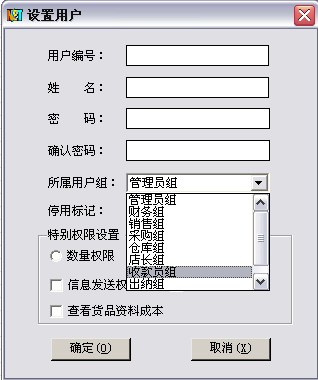 设置用户
用户编号：
姓　　名：
密　　码：
确认密码：
所属用户组： 管理员组
管理员组
财务组
销售组
采购组
仓库组
店长组
收款员组
出纳组
停用标记：
特别权限设置
数量权限
信息发送权
查看货品资料成本
确定(O) 取消(X)